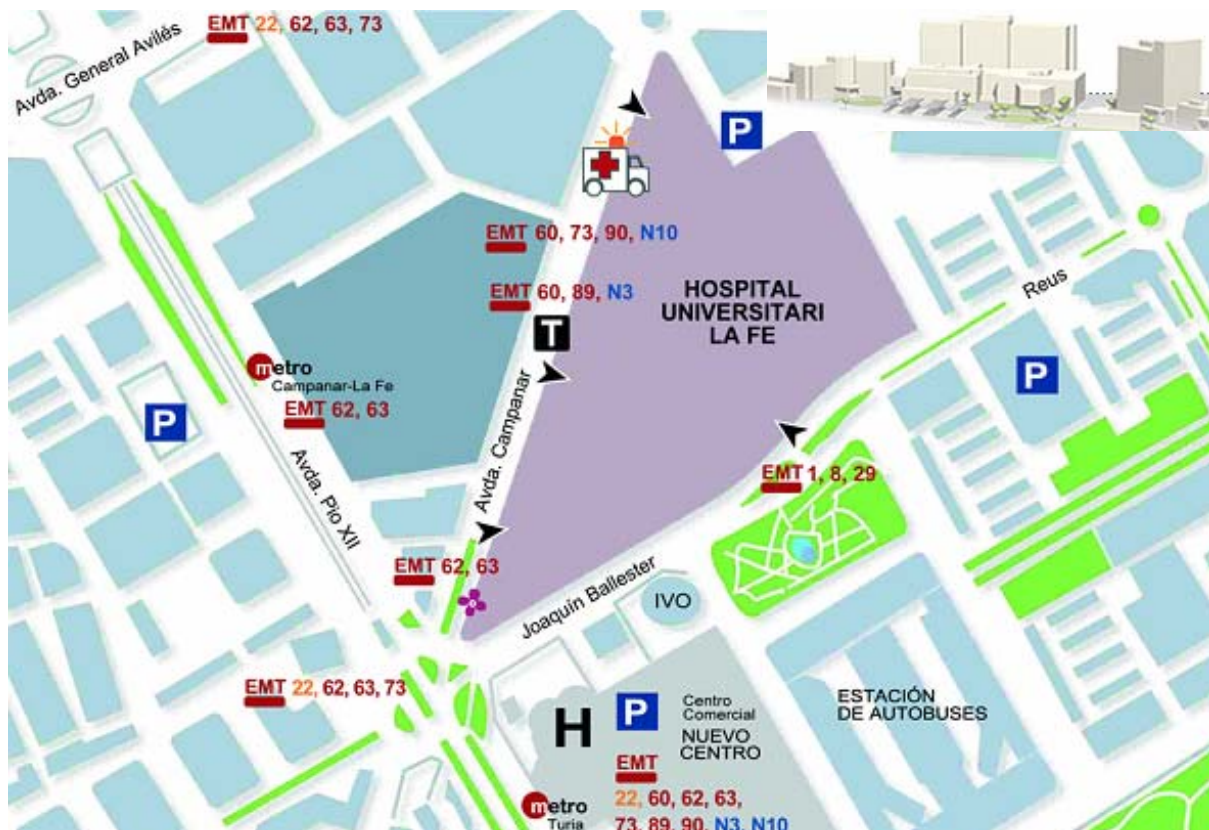 EMT 22, 62, 63, 73
Avda. General Avilés
P
EMT 60, 73, 90, N10
EMT 60, 89, N3
T
HOSPITAL
UNIVERSITARI
LA FE
Reus
P
metro
Campanar-La Fe
EMT 62, 63
P
Avda. Campanar
Avda. Pio XII
EMT 1, 8, 29
EMT 62, 63
Joaquín Ballester
IVO
EMT 22, 62, 63, 73
H
P
Centro
Comercial
NUEVO
CENTRO
ESTACIÓN
DE AUTOBUSES
EMT
22, 60, 62, 63,
73, 89, 90, N3, N10
metro
Turia